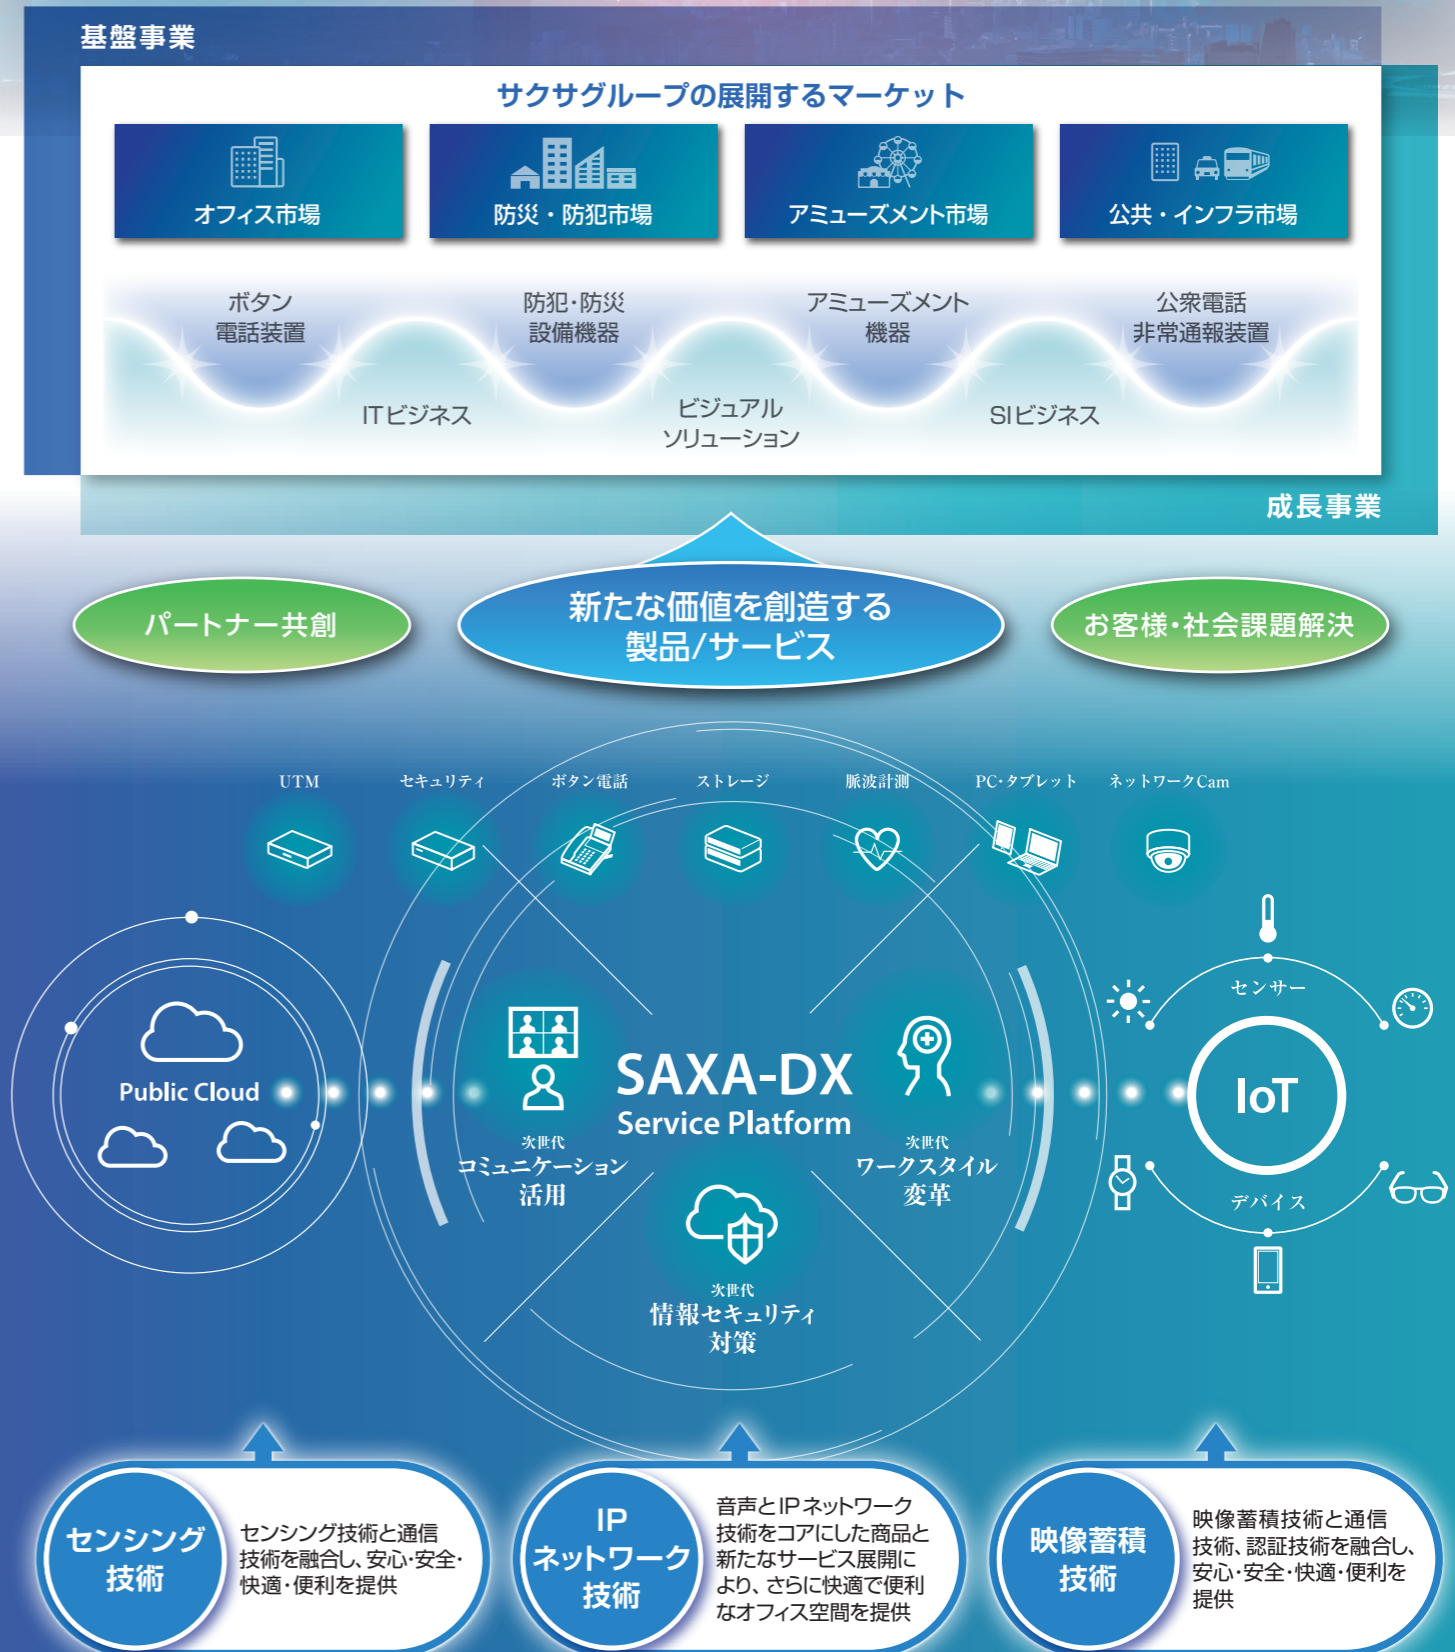 基盤事業
サクサグループの展開するマーケット
オフィス市場
防災・防犯市場
アミューズメント市場
公共・インフラ市場
ボタン
電話装置
防犯・防災
設備機器
アミューズメント
機器
公衆電話
非常通報装置
ITビジネス
ビジュアル
ソリューション
SIビジネス
成長事業
パートナー共創
新たな価値を創造する
製品/サービス
お客様・社会課題解決
UTM
セキュリティ
ボタン電話
ストレージ
脈波計測
PC・タブレット
ネットワークCam
Public Cloud
SAXA-DX
Service Platform
次世代
コミュニケーション
活用
次世代
ワークスタイル
変革
次世代
情報セキュリティ
対策
センサー
IoT
デバイス
センシング
技術
センシング技術と通信
技術を融合し、安心・安全・
快適・便利を提供
IP
ネットワーク
技術
音声とIPネットワーク
技術をコアにした商品と
新たなサービス展開に
より、さらに快適で便利
なオフィス空間を提供
映像蓄積
技術
映像蓄積技術と通信
技術、認証技術を融合し、
安心・安全・快適・便利を
提供